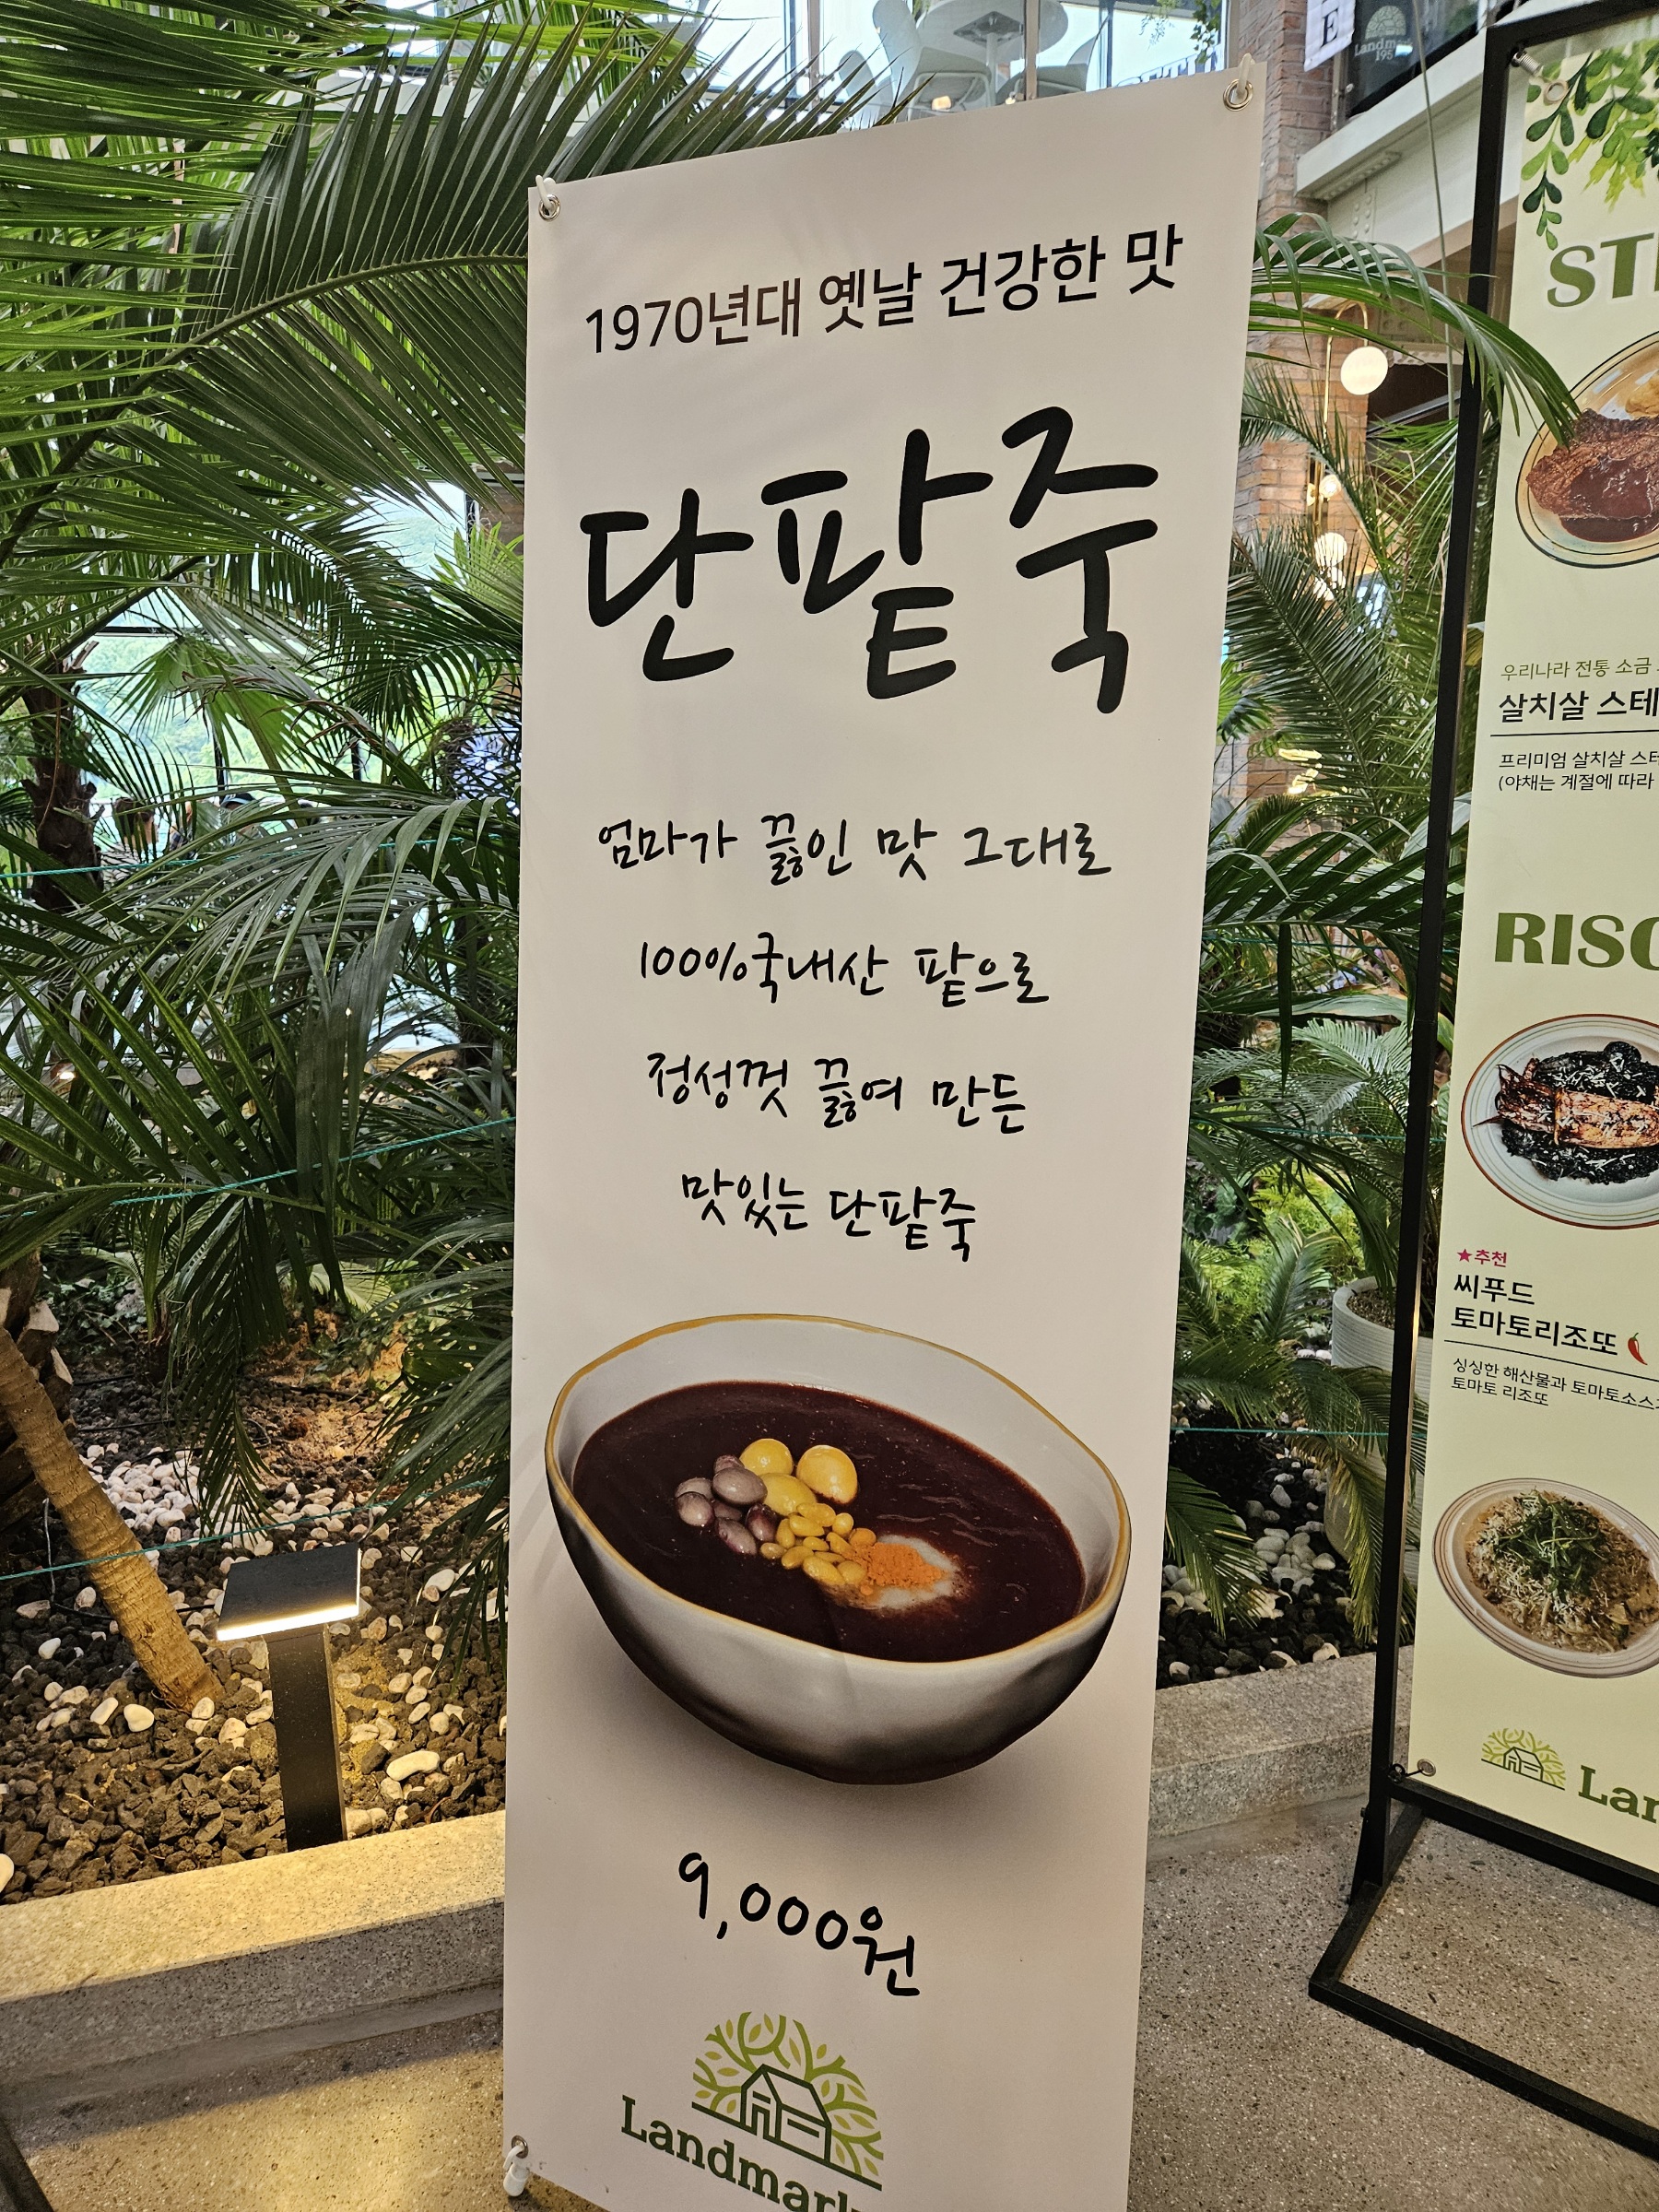 1970년대 옛날 건강한 맛
단팥죽
엄마가 끓인 맛 그대로
100%국내산 팥으로
정성껏 끓여 만든
맛있는 단팥죽
9,000원
Landmark
우리나라 전통 소금
살치살 스테
프리미엄 살치살 스테
(야채는 계절에 따라
★추천
씨푸드
토마토리조또
싱싱한 해산물과 토마토소스
토마토 리조또